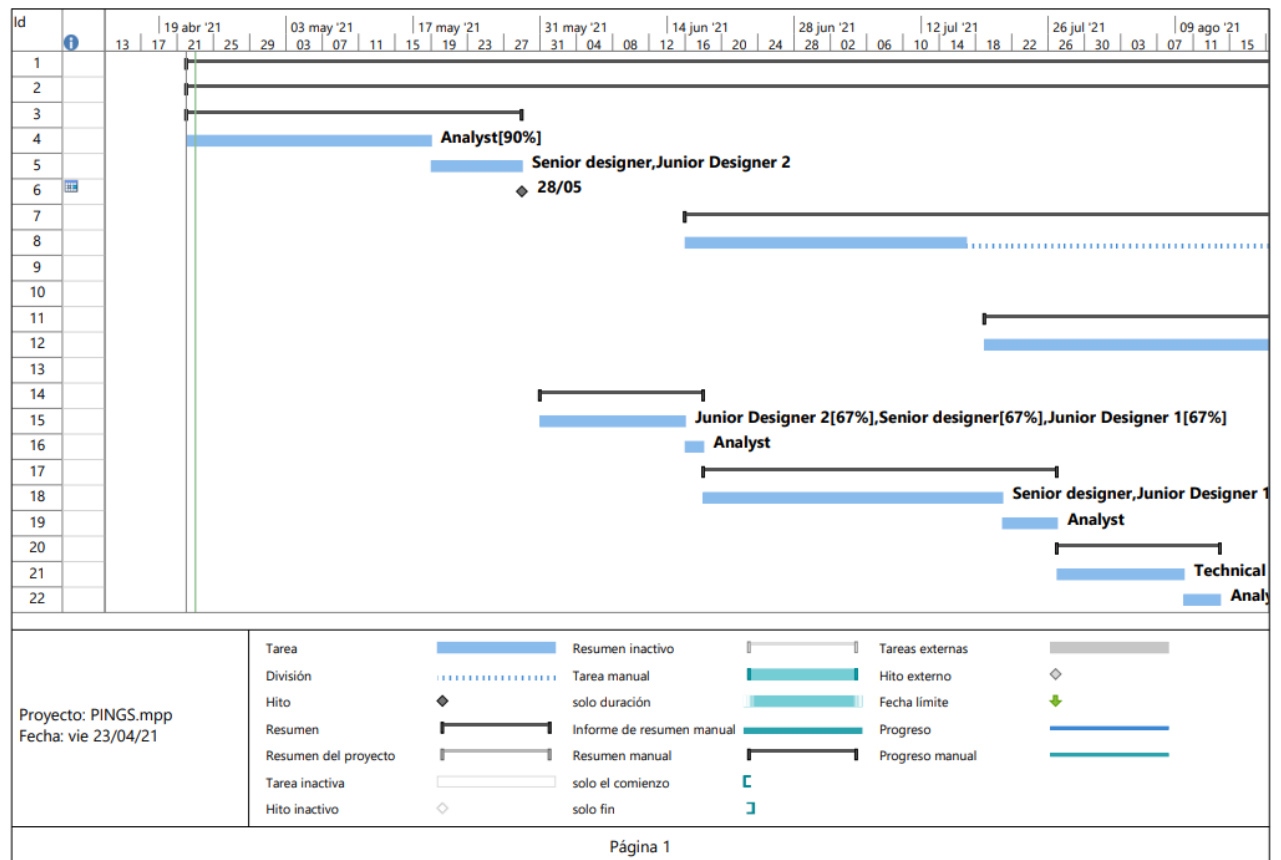 Id
19 abr '21 03 may '21 17 may '21 31 may '21 14 jun '21 28 jun '21 12 jul '21 26 jul '21 09 ago '21
13 17 21 25 29 03 07 11 15 19 23 27 31 04 08 12 16 20 24 28 02 06 10 14 18 22 26 30 03 07 11 15
1
2
3
4 Analyst[90%]
5 Senior designer,Junior Designer 2
6 28/05
7
8
9
10
11
12
13
14
15 Junior Designer 2[67%],Senior designer[67%],Junior Designer 1[67%]
16 Analyst
17
18 Senior designer,Junior Designer 1
19 Analyst
20
21 Technical
22 Analy
Proyecto: PINGS.mpp
Fecha: vie 23/04/21
Tarea Resumen inactivo Tareas externas
División Tarea manual Hito externo
Hito solo duración Fecha límite
Resumen Informe de resumen manual Progreso
Resumen del proyecto Resumen manual Progreso manual
Tarea inactiva solo el comienzo
Hito inactivo solo fin
Página 1